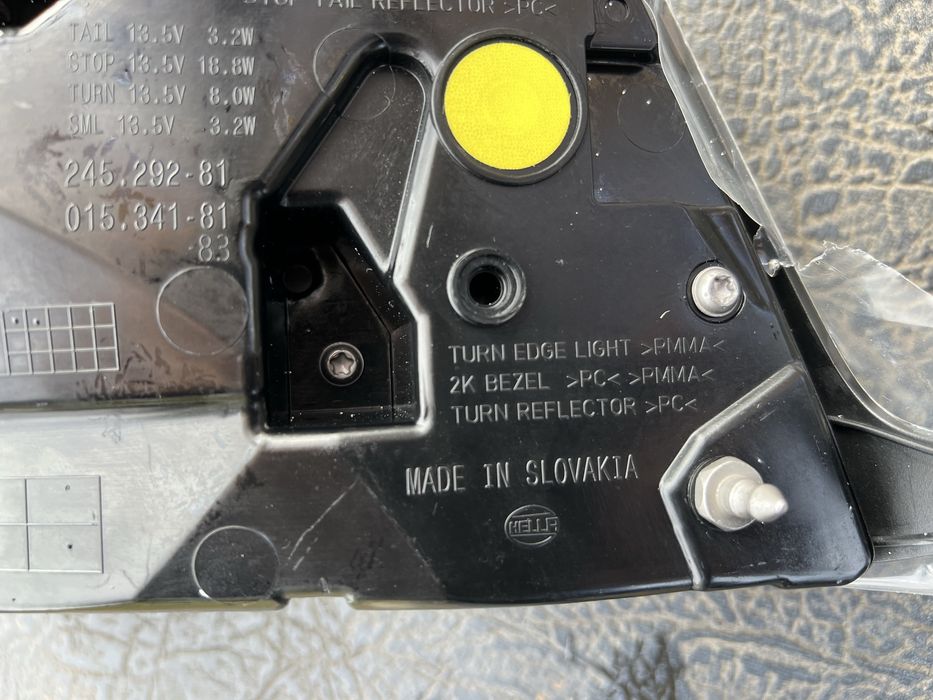 STOP TAIL REFLECTOR >PC<
TAIL 13.5V 3.2W
STOP 13.5V 18.8W
TURN 13.5V 8.0W
SML 13.5V 3.2W
245.292-81
015.341-81
-83
TURN EDGE LIGHT >PMMA<
2K BEZEL >PC< >PMMA<
TURN REFLECTOR >PC<
MADE IN SLOVAKIA
HELLA